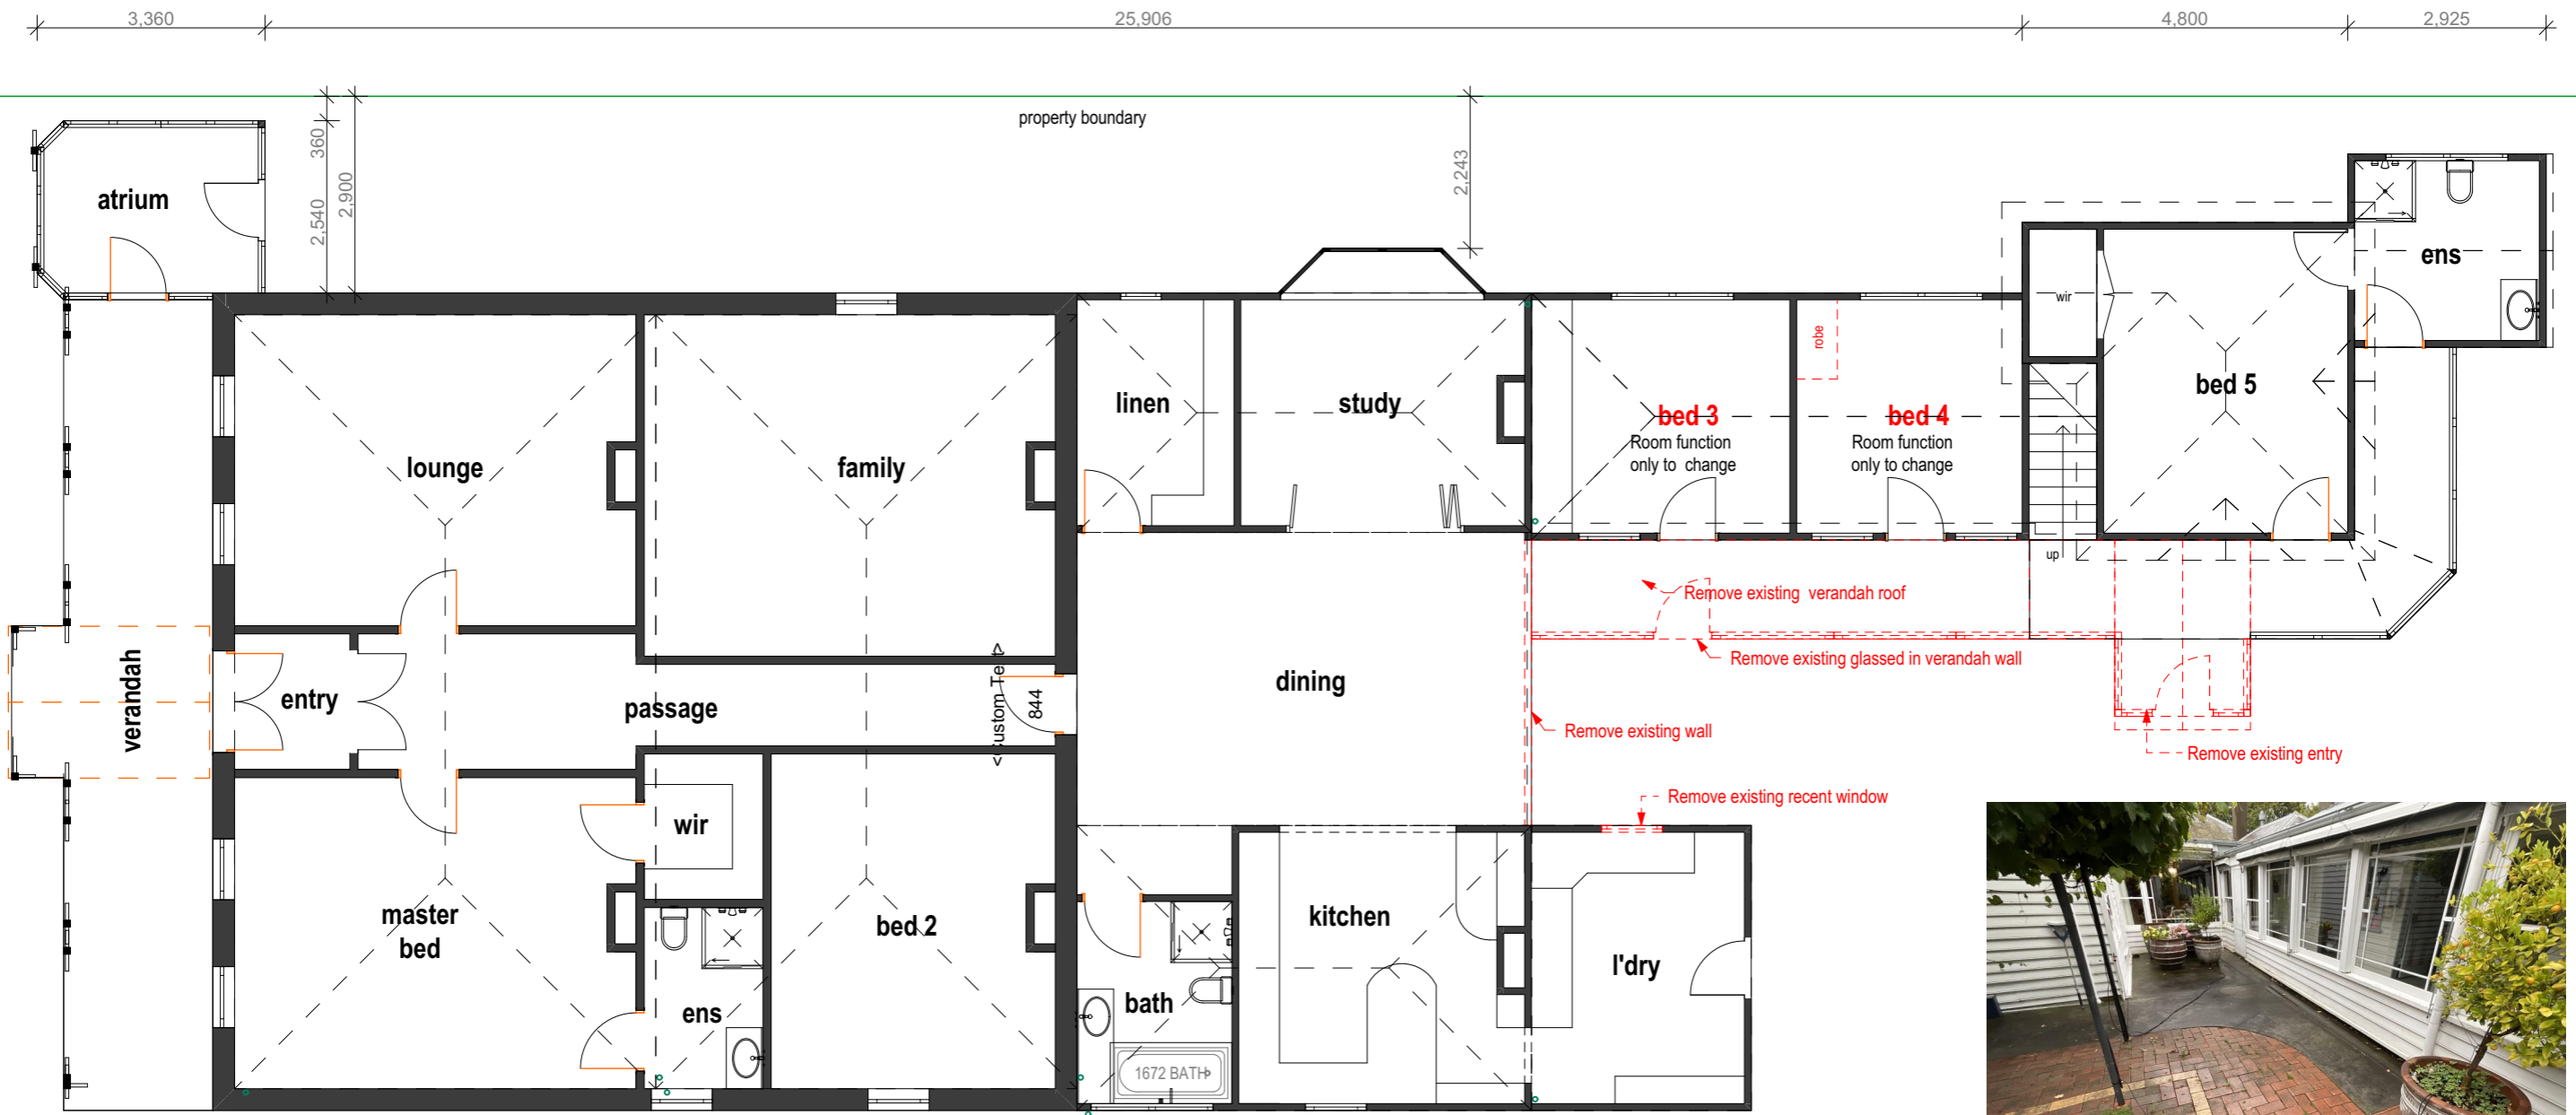 3,360
25,906
4,800
2,925
property boundary
360
2,540
2,900
2,243
atrium
ens
wir
bed 5
robe
linen
study
bed 3
Room function
only to  change
bed 4
Room function
only to change
lounge
family
up
Remove existing  verandah roof
Remove existing glassed in verandah wall
verandah
entry
passage
<Custom Text>
844
dining
Remove existing wall
Remove existing entry
Remove existing recent window
wir
master
bed
bed 2
kitchen
l'dry
ens
bath
1672 BATH